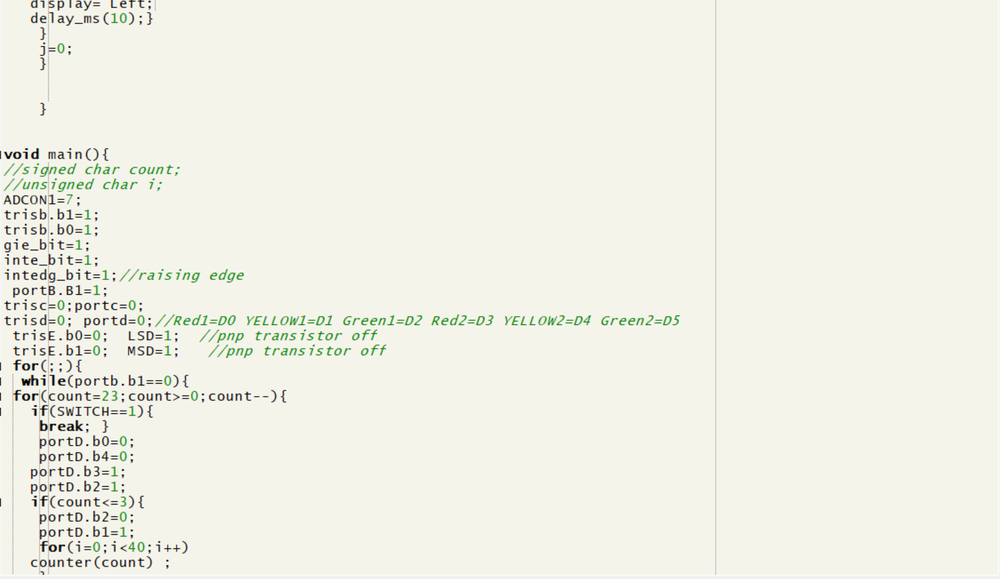 display= Left;
delay_ms(10);}
}
j=0;
}
}
void main(){
//signed char count;
//unsigned char i;
ADCON1=7;
trisb.b1=1;
trisb.b0=1;
gie_bit=1;
inte_bit=1;
intedg_bit=1;//raising edge
portB.B1=1;
trisc=0;portc=0;
trisd=0; portd=0;//Red1=D0 YELLOW1=D1 Green1=D2 Red2=D3 YELLOW2=D4 Green2=D5
trisE.b0=0;  LSD=1;  //pnp transistor off
trisE.b1=0;  MSD=1;   //pnp transistor off
for(;;){
while(portb.b1==0){
for(count=23;count>=0;count--){
if(SWITCH==1){
break; }
portD.b0=0;
portD.b4=0;
portD.b3=1;
portD.b2=1;
if(count<=3){
portD.b2=0;
portD.b1=1;
for(i=0;i<40;i++)
counter(count) ;
}